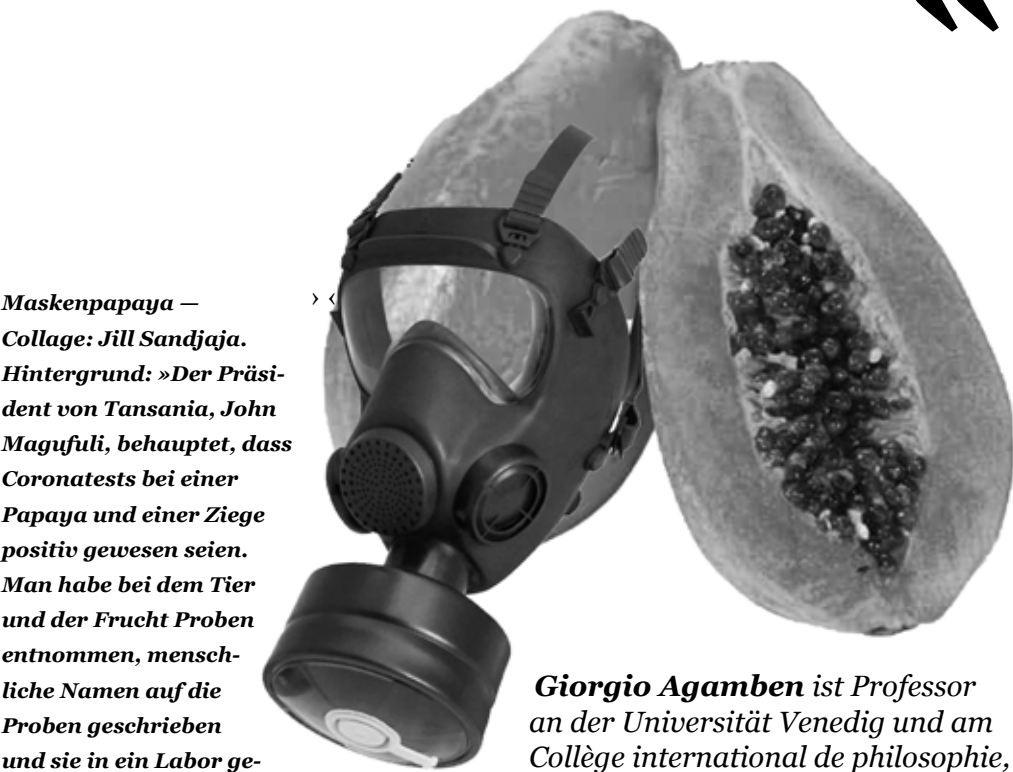 Maskenpapaya —
Collage: Jill Sandjaja.
Hintergrund: »Der Präsi-
dent von Tansania, John
Magufuli, behauptet, dass
Coronatests bei einer
Papaya und einer Ziege
positiv gewesen seien.
Man habe bei dem Tier
und der Frucht Proben
entnommen, mensch-
liche Namen auf die
Proben geschrieben
und sie in ein Labor ge-
› ‹
Giorgio Agamben ist Professor
an der Universität Venedig und am
Collège international de philosophie,